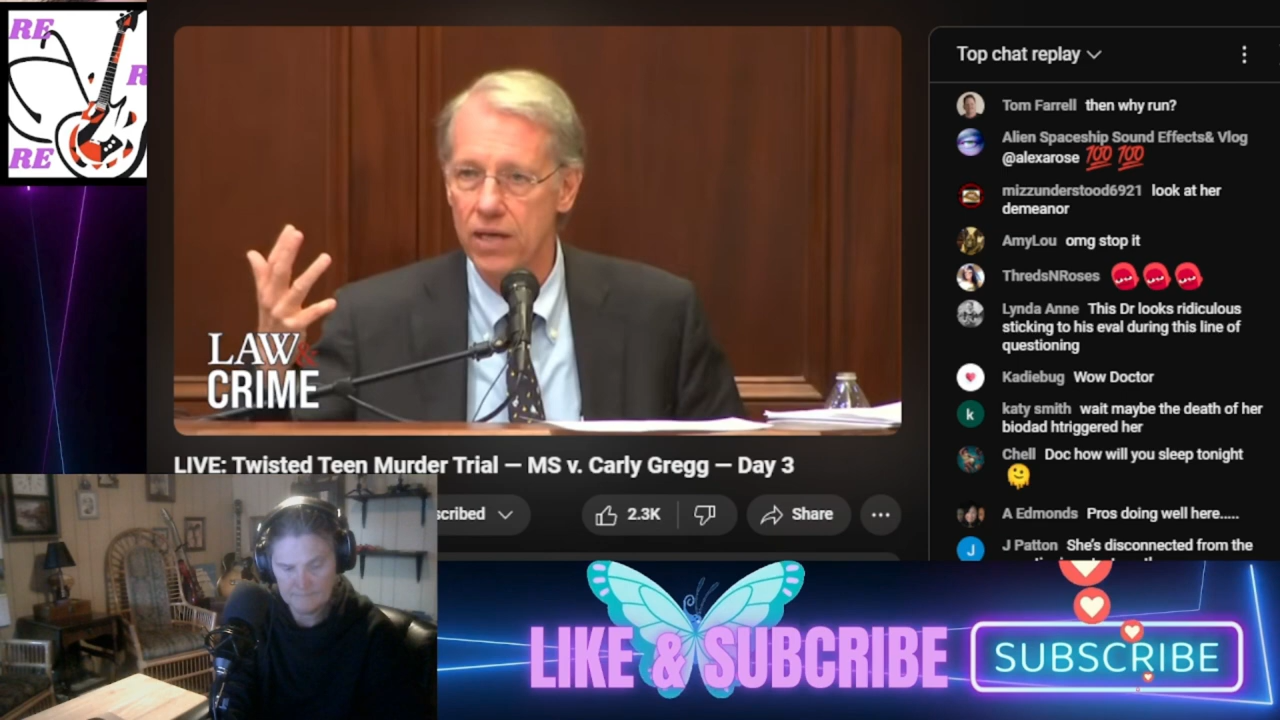 RE
R
RE
LAW&
CRIME
LIVE: Twisted Teen Murder Trial — MS v. Carly Gregg — Day 3
scribed
2.3K
Share
Top chat replay
Tom Farrell then why run?
Alien Spaceship Sound Effects& Vlog
@alexarose 💯 💯
mizzunderstood6921 look at her
demeanor
AmyLou omg stop it
ThredsNRoses
Lynda Anne This Dr looks ridiculous
sticking to his eval during this line of
questioning
Kadiebug Wow Doctor
k
katy smith wait maybe the death of her
biodad htriggered her
Chell Doc how will you sleep tonight
🫠
A Edmonds Pros doing well here.....
J
J Patton She's disconnected from the
LIKE & SUBCRIBE
SUBSCRIBE